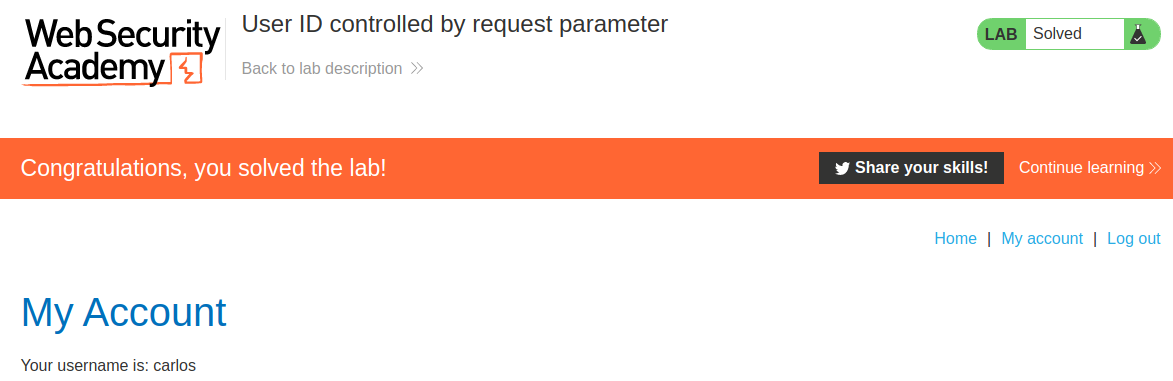 Web Security
Academy
User ID controlled by request parameter
Back to lab description
LAB Solved
Congratulations, you solved the lab!
Share your skills! Continue learning
Home | My account | Log out
My Account
Your username is: carlos